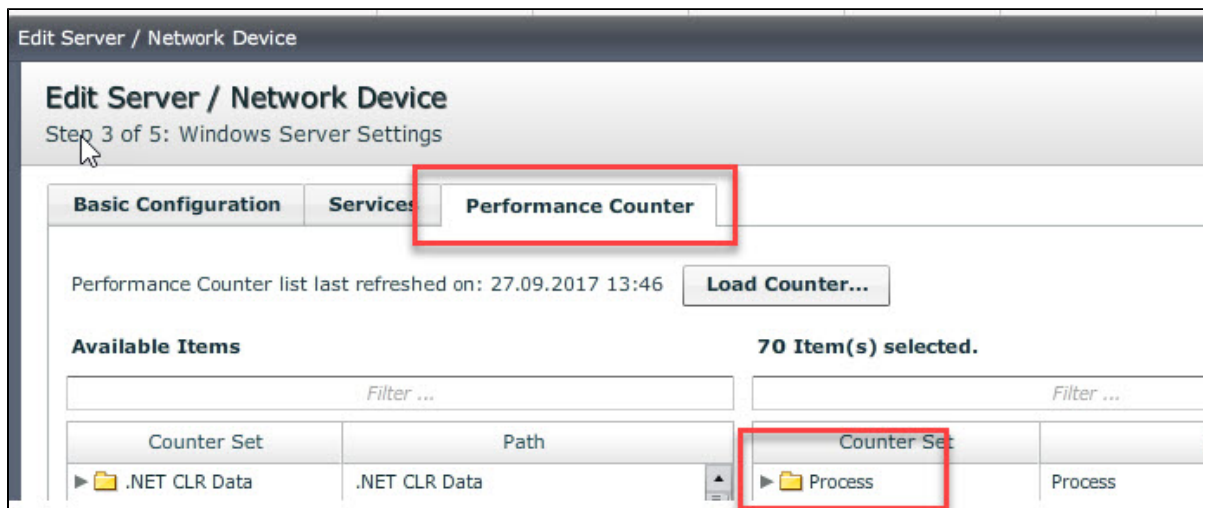 Edit Server / Network Device
Edit Server / Network Device
Step 3 of 5: Windows Server Settings
Basic Configuration Services Performance Counter
Performance Counter list last refreshed on: 27.09.2017 13:46 Load Counter...
Available Items 70 Item(s) selected.
Filter ... Filter ...
Counter Set Path Counter Set
.NET CLR Data .NET CLR Data Process Process